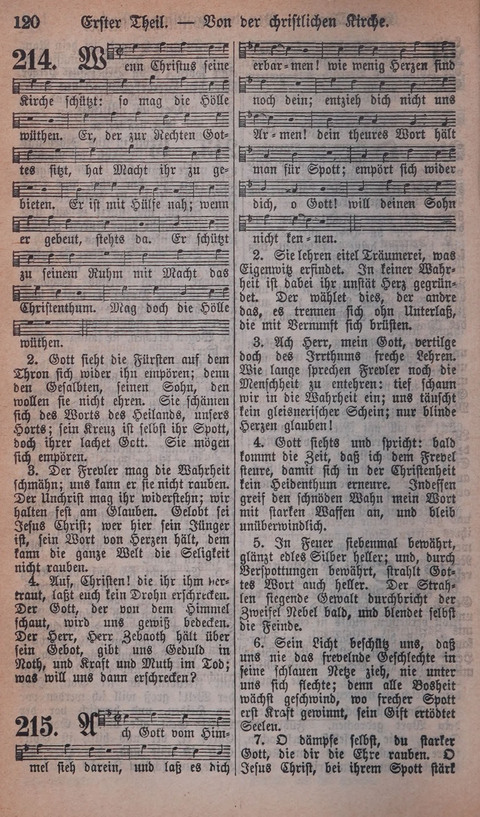 120 Erster Theil. — Von der christlichen Kirche.
214. Wenn Christus seine
Kirche schützt: so mag die Hölle
wüthen. Er, der zur Rechten Got=
tes sitzt, hat Macht ihr zu ge=
bieten. Er ist mit Hülfe nah; wenn
er gebeut, stehts da. Er schützt
zu seinem Ruhm mit Macht das
Christenthum. Mag doch die Hölle
wüthen.
2. Gott sieht die Fürsten auf dem
Thron sich wider ihn empören; denn
den Gesalbten, seinen Sohn, den
wollen sie nicht ehren. Sie schämen
sich des Worts des Heilands, unsers
Horts; sein Kreuz ist selbst ihr Spott,
doch ihrer lachet Gott. Sie mögen
sich empören.
3. Der Frevler mag die Wahrheit
schmähn; uns kann er sie nicht rauben.
Der Unchrist mag ihr widerstehn; wir
halten fest am Glauben. Gelobt sei
Jesus Christ; wer hier sein Jünger
ist, sein Wort von Herzen hält, dem
kann die ganze Welt die Seligkeit
nicht rauben.
4. Auf, Christen! die ihr ihm ver=
traut, laßt euch kein Drohn erschrecken.
Der Gott, der von dem Himmel
schaut, wird uns gewiß bedecken.
Der Herr, Herr Zebaoth hält über
sein Gebot, gibt uns Geduld in
Noth, und Kraft und Muth im Tod;
was will uns dann erschrecken?
215. Ach Gott vom Him=
mel sieh darein, und laß es dich
erbar=men! wie wenig Herzen sind
noch dein; entzieh dich nicht uns
Ar=men! dein theures Wort hält
man für Spott; empört sich wider
dich, o Gott! will deinen Sohn
nicht ken=nen.
2. Sie lehren eitel Träumerei, was
Eigenwitz erfindet. In keiner Wahr=
heit ist dabei ihr unstät Herz gegrün=
det. Der wählet dies, der andre
das, es trennen sich ohn Unterlaß,
die mit Vernunft sich brüsten.
3. Ach Herr, mein Gott, vertilge
doch des Irrthums freche Lehren.
Wie lange sprechen Frevler noch die
Menschheit zu entehren: tief schaun
wir in die Wahrheit ein; uns täuscht
kein gleisnerischer Schein; nur blinde
Herzen glauben!
4. Gott siehts und spricht: bald
kommt die Zeit, daß ich dem Frevel
steure, damit sich in der Christenheit
kein Heidenthum erneure. Indessen
greif den schnöden Wahn mein Wort
mit starken Waffen an, und bleib
unüberwindlich.
5. In Feuer siebenmal bewährt,
glänzt edles Silber heller; und, durch
Verspottungen bewährt, strahlt Got=
tes Wort auch heller. Der Strah=
len siegende Gewalt durchbricht der
Zweifel Nebel bald, und blendet selbst
die Feinde.
6. Sein Licht beschütz uns, daß
uns nie das frevelnde Geschlechte in
seine schlauen Netze zieh, nie unter
uns sich flechte; denn alle Bosheit
wächst geschwind, wo frecher Spott
erst Kraft gewinnt, sein Gift ertödtet
Seelen.
7. O dämpfe selbst, du starker
Gott, die dir die Ehre rauben. O
Jesus Christ, bei ihrem Spott stärk